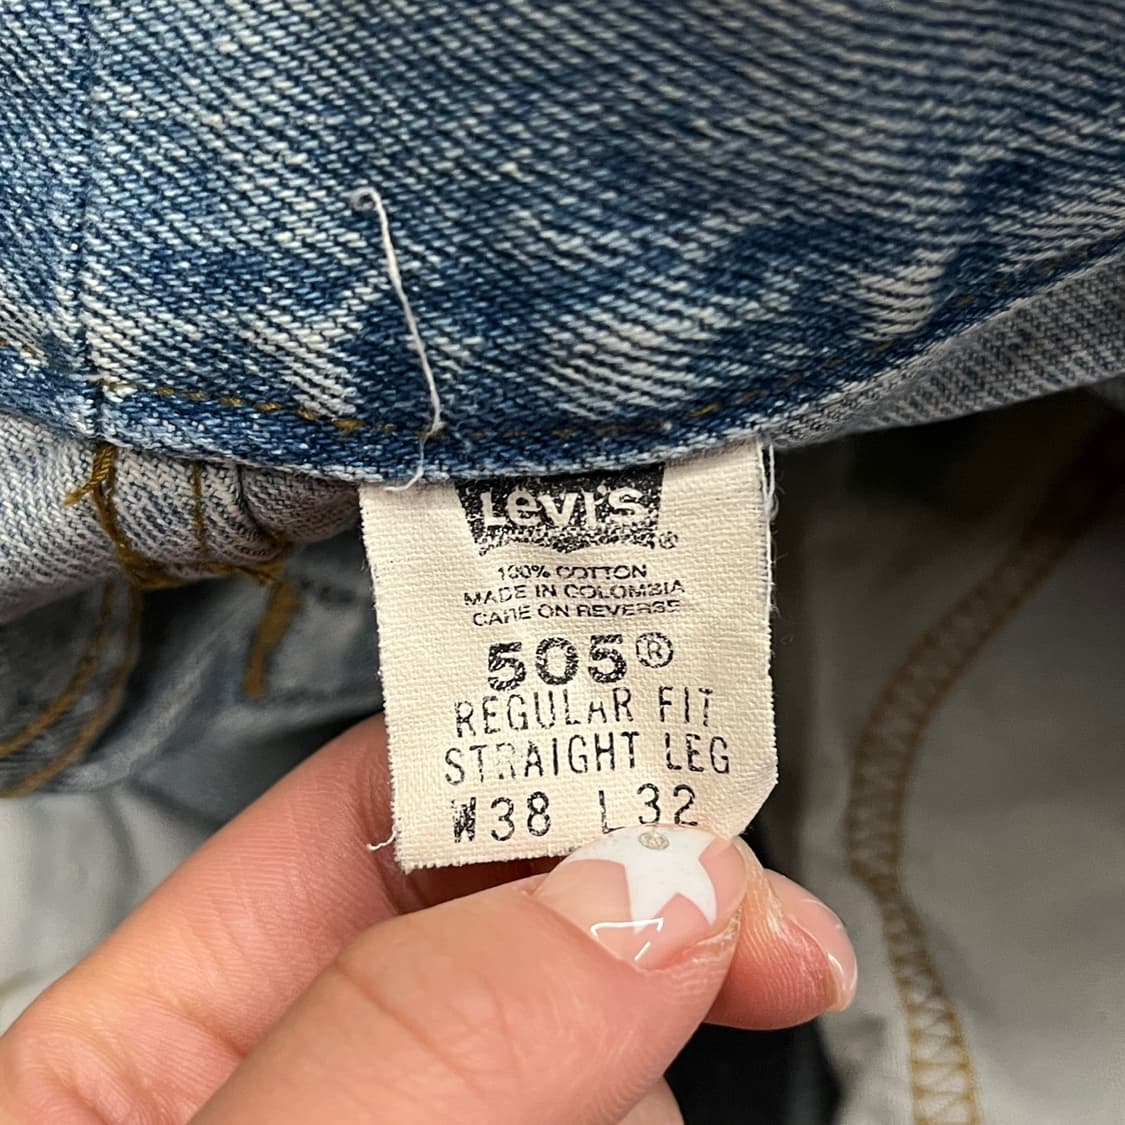 Levi's®
100% COTTON
MADE IN COLOMBIA
CARE ON REVERSE
505®
REGULAR FIT
STRAIGHT LEG
W38 L32